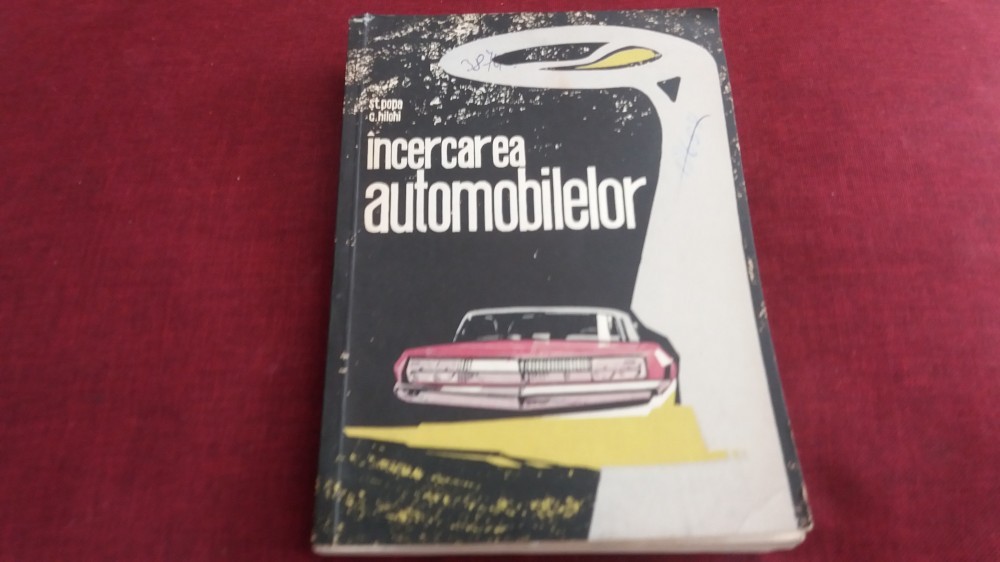 st. popa
c. hilohi
încercarea
automobilelor